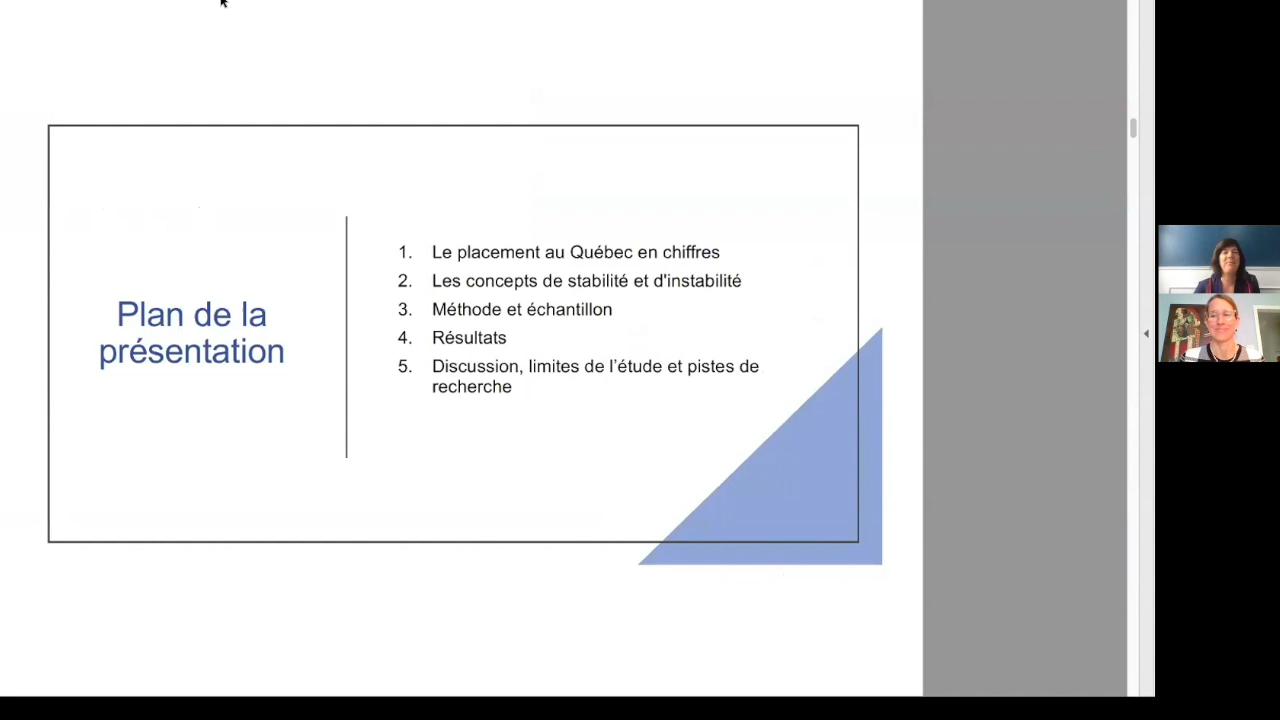 Plan de la
présentation
1. Le placement au Québec en chiffres
2. Les concepts de stabilité et d'instabilité
3. Méthode et échantillon
4. Résultats
5. Discussion, limites de l’étude et pistes de
recherche